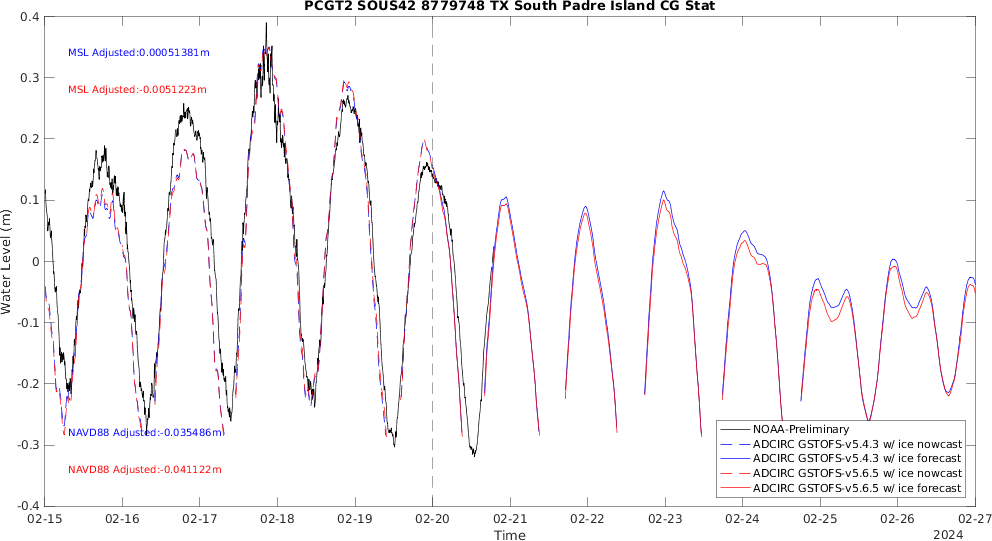 PCGT2 SOUS42 8779748 TX South Padre Island CG Stat
0.4
MSL Adjusted:0.00051381m
0.3
MSL Adjusted:-0.0051223m
0.2
0.1
0
-0.1
-0.2
-0.3
-0.4
Water Level (m)
NAVD88 Adjusted:-0.035486m
NAVD88 Adjusted:-0.041122m
NOAA-Preliminary
ADCIRC GSTOFS-v5.4.3 w/ ice nowcast
ADCIRC GSTOFS-v5.4.3 w/ ice forecast
ADCIRC GSTOFS-v5.6.5 w/ ice nowcast
ADCIRC GSTOFS-v5.6.5 w/ ice forecast
02-15 02-16 02-17 02-18 02-19 02-20 02-21 02-22 02-23 02-24 02-25 02-26 02-27
Time
2024